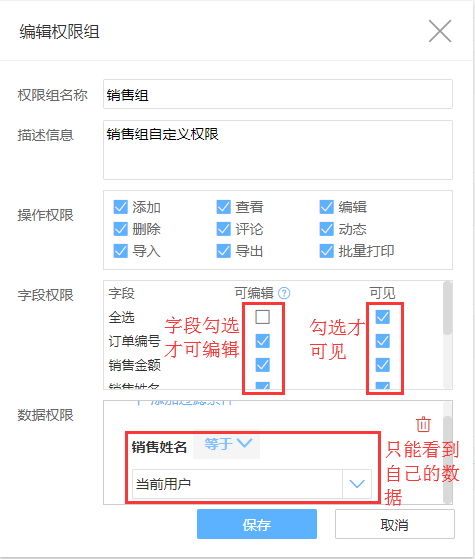 编辑权限组
权限组名称 销售组
描述信息 销售组自定义权限
操作权限
添加 查看 编辑
删除 评论 动态
导入 导出 批量打印
字段权限
字段 可编辑 ? 可见
全选
订单编号
销售金额
销售姓名
字段勾选
才可编辑
勾选才
可见
数据权限
添加过滤条件
销售姓名 等于
当前用户
只能看到
自己的数
据
保存 取消